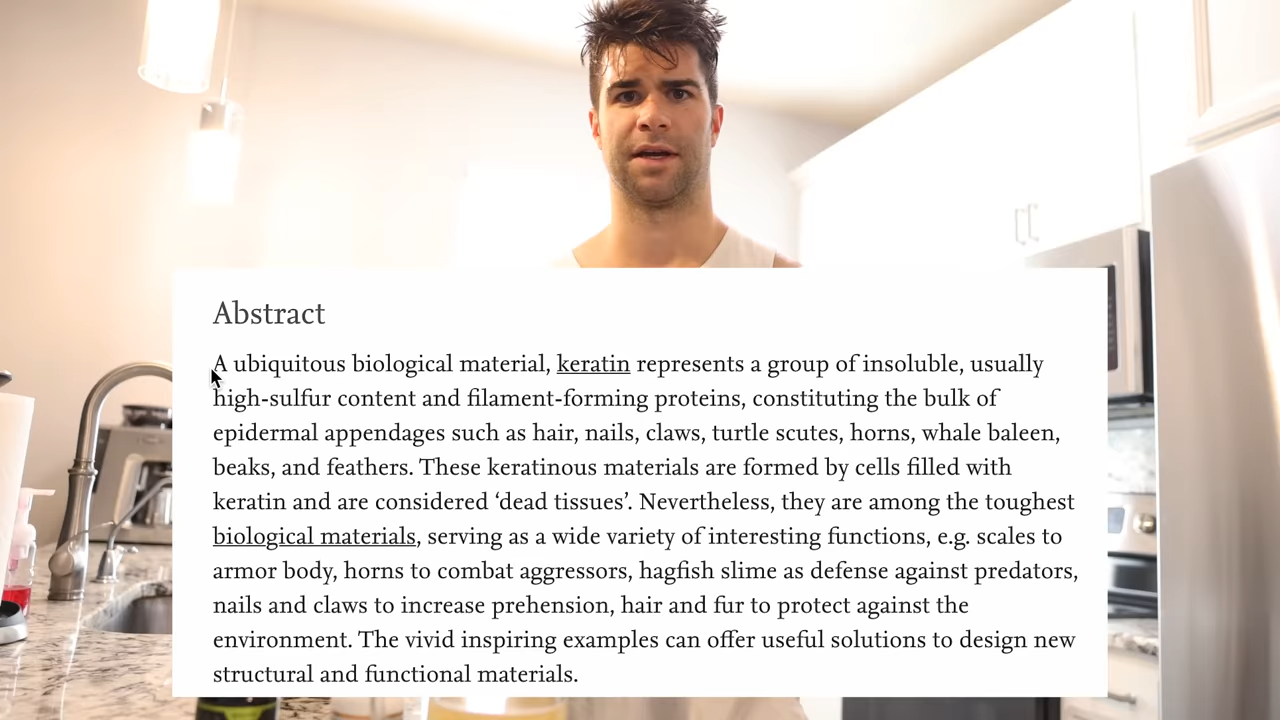 Abstract
A ubiquitous biological material, keratin represents a group of insoluble, usually
high-sulfur content and filament-forming proteins, constituting the bulk of
epidermal appendages such as hair, nails, claws, turtle scutes, horns, whale baleen,
beaks, and feathers. These keratinous materials are formed by cells filled with
keratin and are considered ‘dead tissues’. Nevertheless, they are among the toughest
biological materials, serving as a wide variety of interesting functions, e.g. scales to
armor body, horns to combat aggressors, hagfish slime as defense against predators,
nails and claws to increase prehension, hair and fur to protect against the
environment. The vivid inspiring examples can offer useful solutions to design new
structural and functional materials.